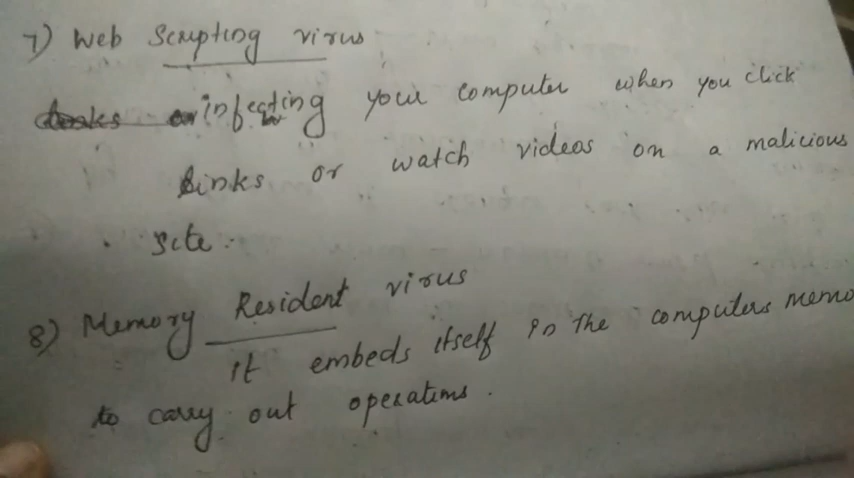 7) Web Scripting virus
infecting your computer when you click
Links or watch videos on a malicious
site.
8) Memory Resident virus
it embeds itself in the computers memo
to carry out operations.